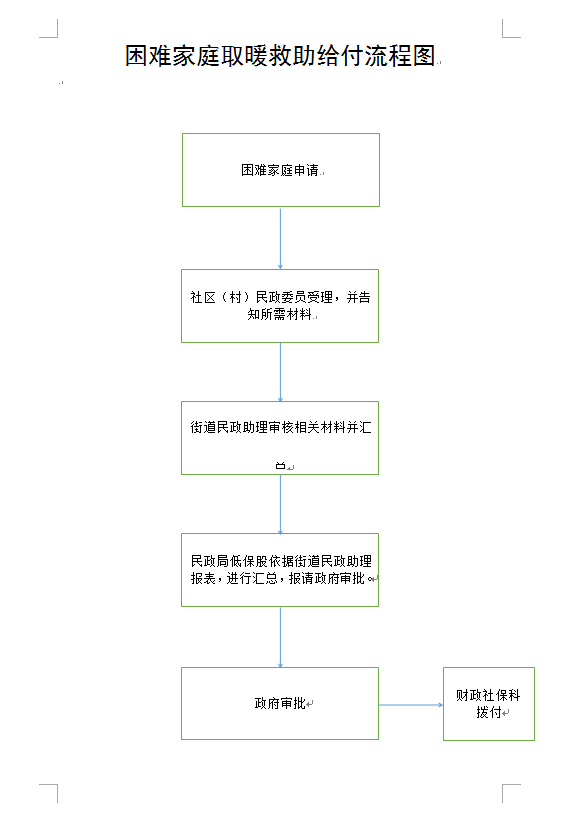 困难家庭取暖救助给付流程图
困难家庭申请
社区（村）民政委员受理，并告
知所需材料
街道民政助理审核相关材料并汇
民政局低保股依据街道民政助理
报表，进行汇总，报请政府审批。
政府审批
财政社保科
拨付